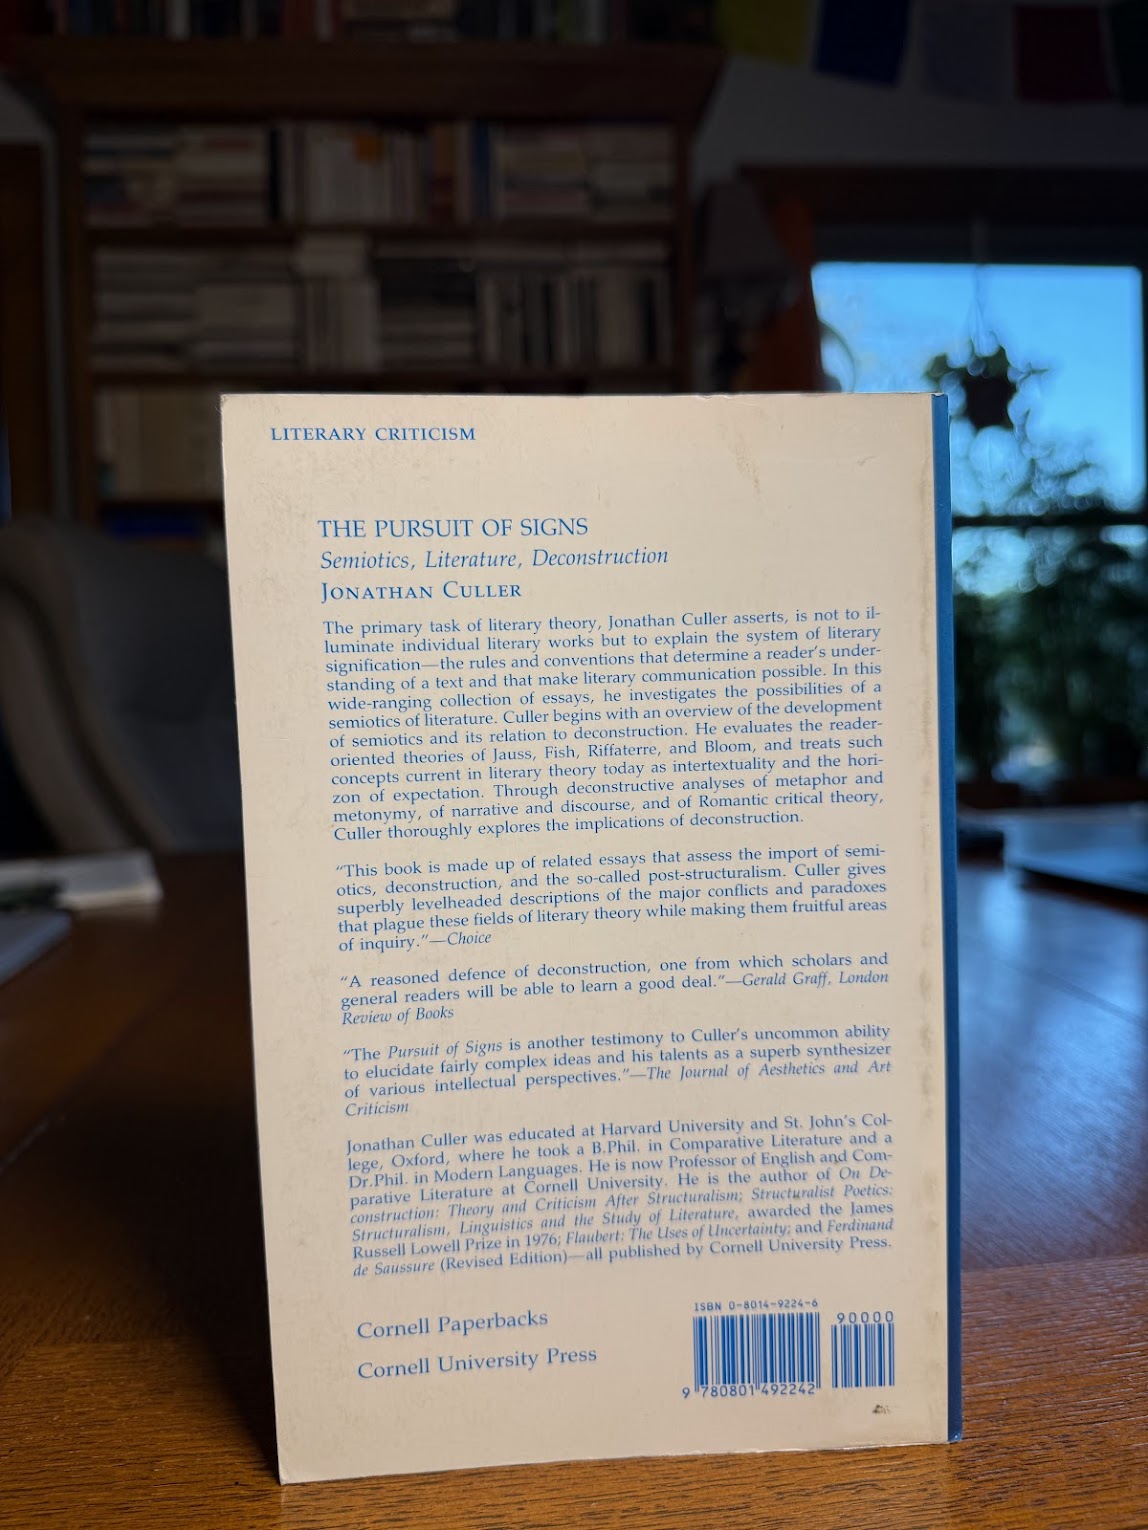 LITERARY CRITICISM
THE PURSUIT OF SIGNS
Semiotics, Literature, Deconstruction
JONATHAN CULLER
The primary task of literary theory, Jonathan Culler asserts, is not to il-
luminate individual literary works but to explain the system of literary
signification—the rules and conventions that determine a reader's under-
standing of a text and that make literary communication possible. In this
wide-ranging collection of essays, he investigates the possibilities of a
semiotics of literature. Culler begins with an overview of the development
of semiotics and its relation to deconstruction. He evaluates the reader-
oriented theories of Jauss, Fish, Riffaterre, and Bloom, and treats such
concepts current in literary theory today as intertextuality and the hori-
zon of expectation. Through deconstructive analyses of metaphor and
metonymy, of narrative and discourse, and of Romantic critical theory,
Culler thoroughly explores the implications of deconstruction.
"This book is made up of related essays that assess the import of semi-
otics, deconstruction, and the so-called post-structuralism. Culler gives
superbly levelheaded descriptions of the major conflicts and paradoxes
that plague these fields of literary theory while making them fruitful areas
of inquiry."—Choice
"A reasoned defence of deconstruction, one from which scholars and
general readers will be able to learn a good deal."—Gerald Graff, London
Review of Books
"The Pursuit of Signs is another testimony to Culler's uncommon ability
to elucidate fairly complex ideas and his talents as a superb synthesizer
of various intellectual perspectives."—The Journal of Aesthetics and Art
Criticism
Jonathan Culler was educated at Harvard University and St. John's Col-
lege, Oxford, where he took a B.Phil. in Comparative Literature and a
Dr.Phil. in Modern Languages. He is now Professor of English and Com-
parative Literature at Cornell University. He is the author of On De-
construction: Theory and Criticism After Structuralism; Structuralist Poetics:
Structuralism, Linguistics and the Study of Literature, awarded the James
Russell Lowell Prize in 1976; Flaubert: The Uses of Uncertainty; and Ferdinand
de Saussure (Revised Edition)—all published by Cornell University Press.
Cornell Paperbacks
Cornell University Press
ISBN 0-8014-9224-6
90000
9 780801 492242